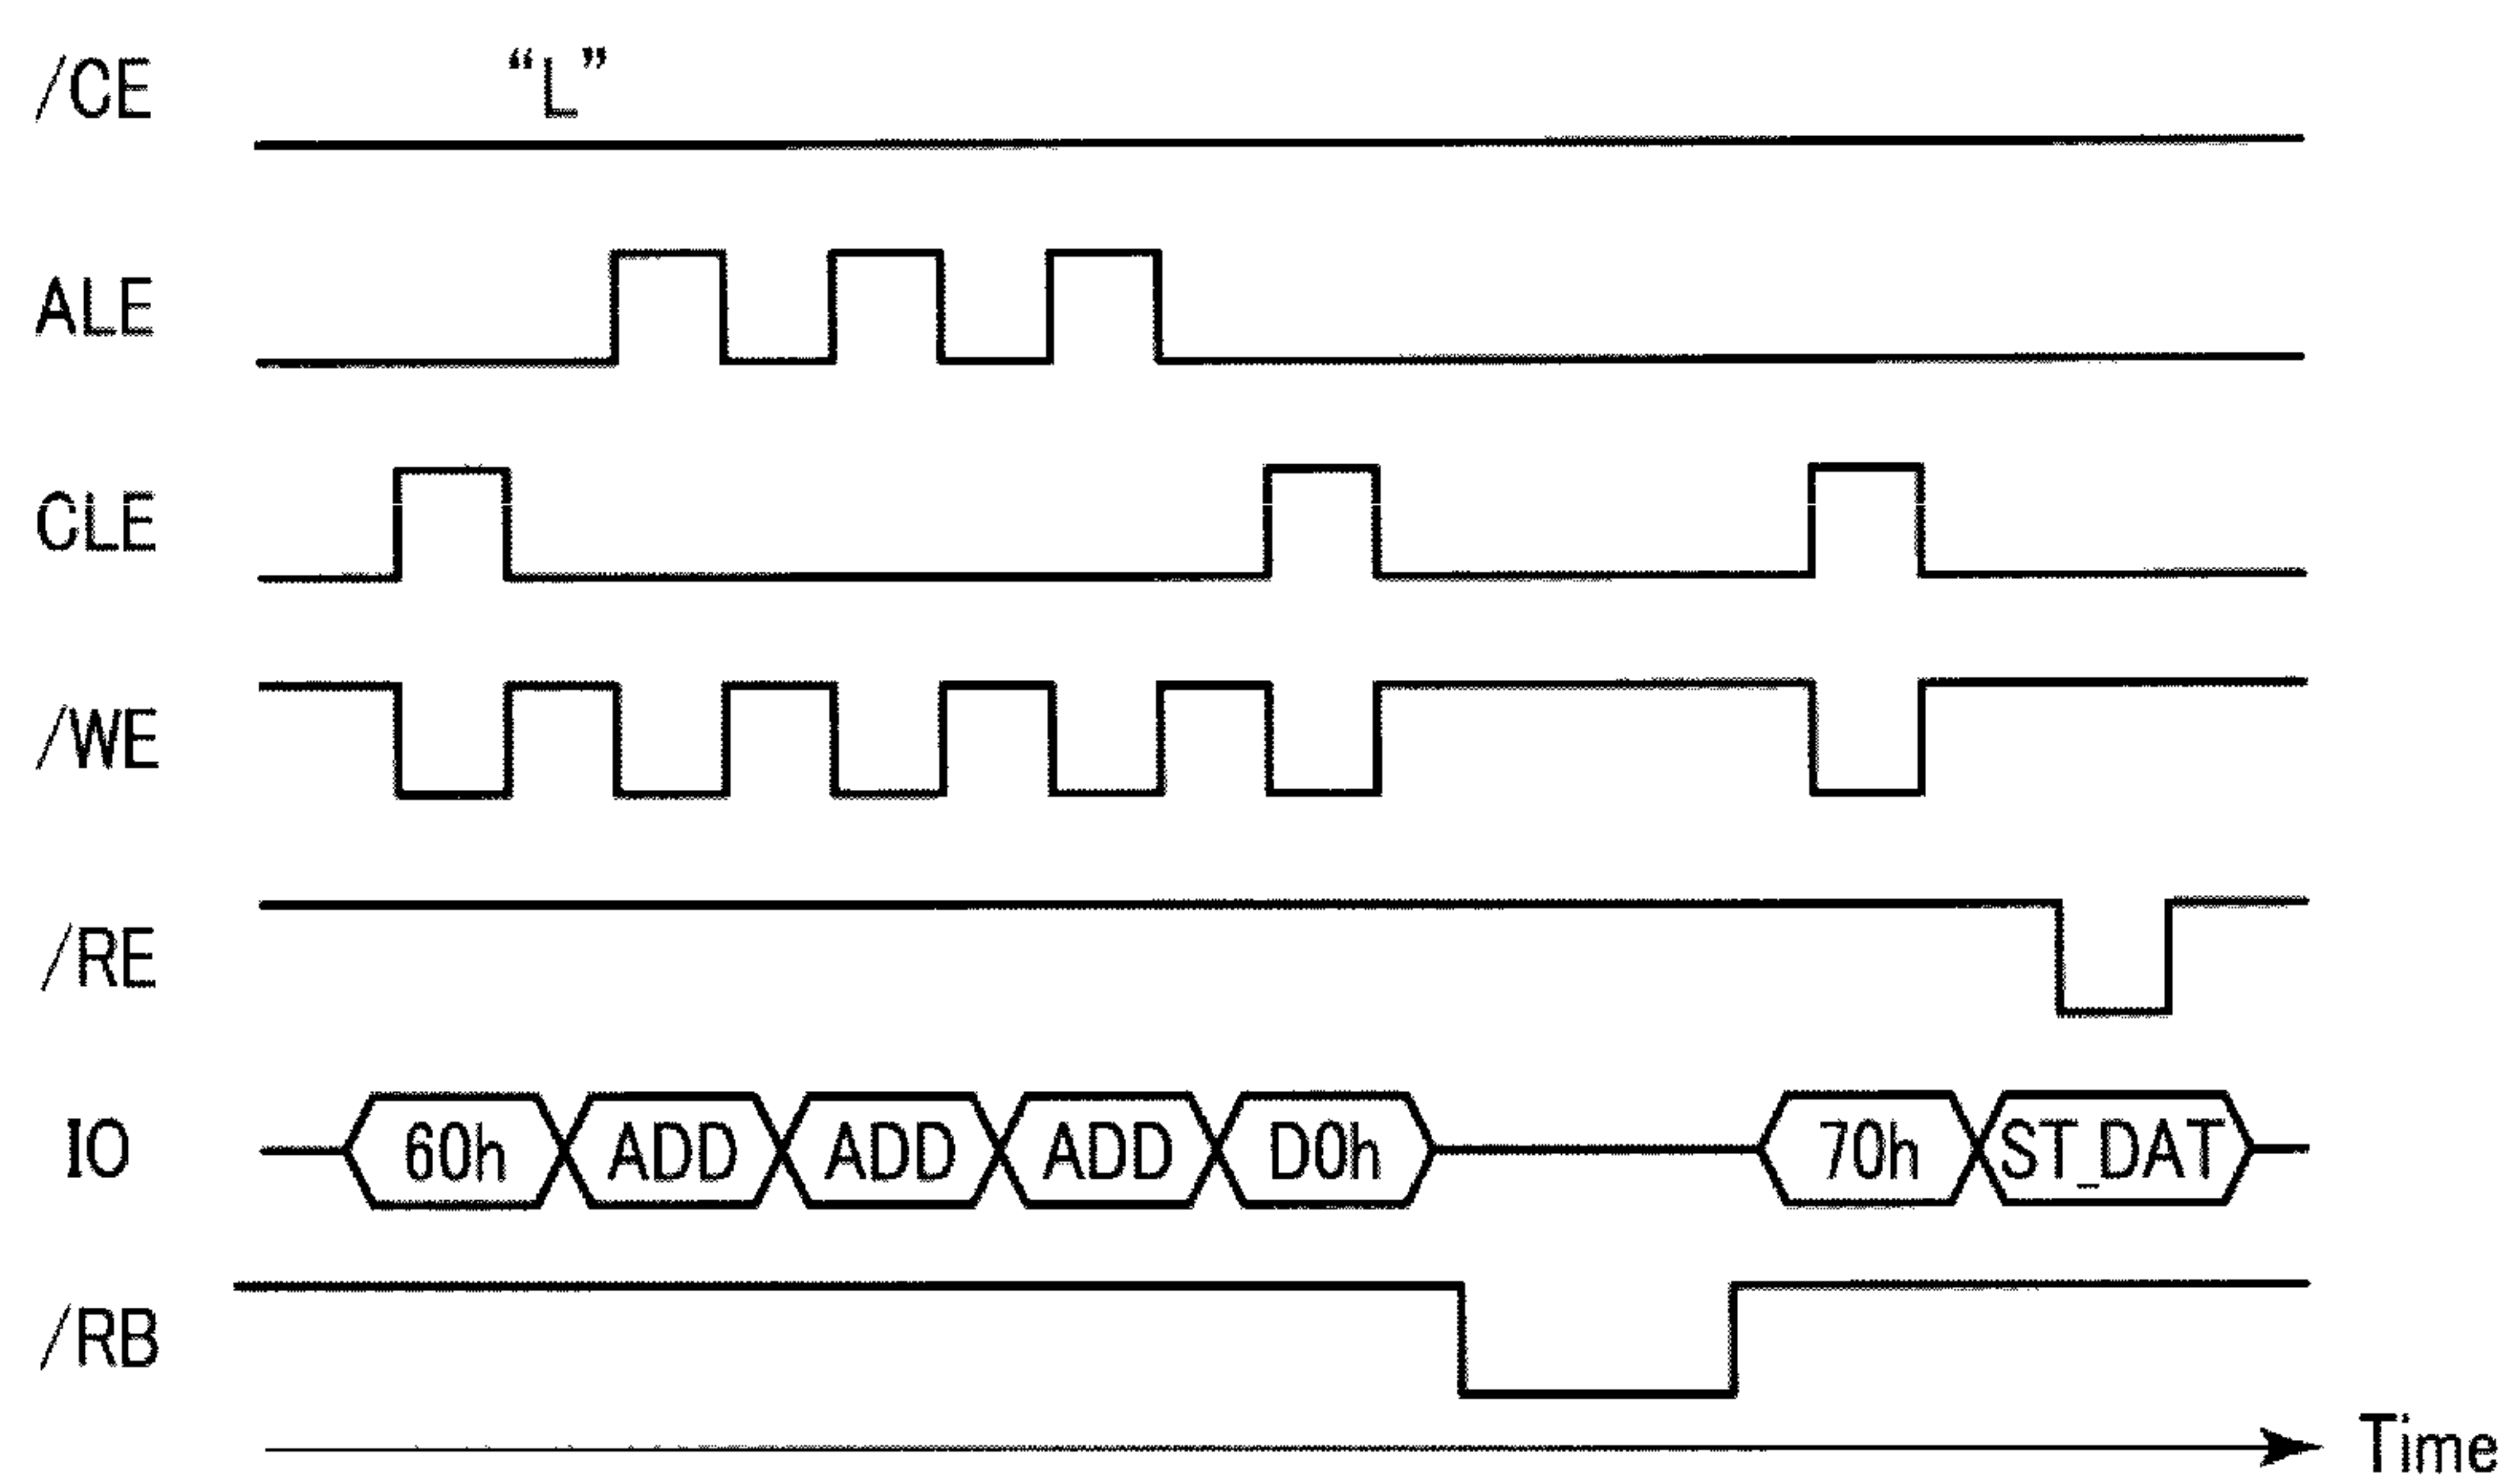 /CE "L"
ALE
CLE
/WE
/RE
IO 60h ADD ADD ADD D0h 70h ST_DAT
/RB
Time